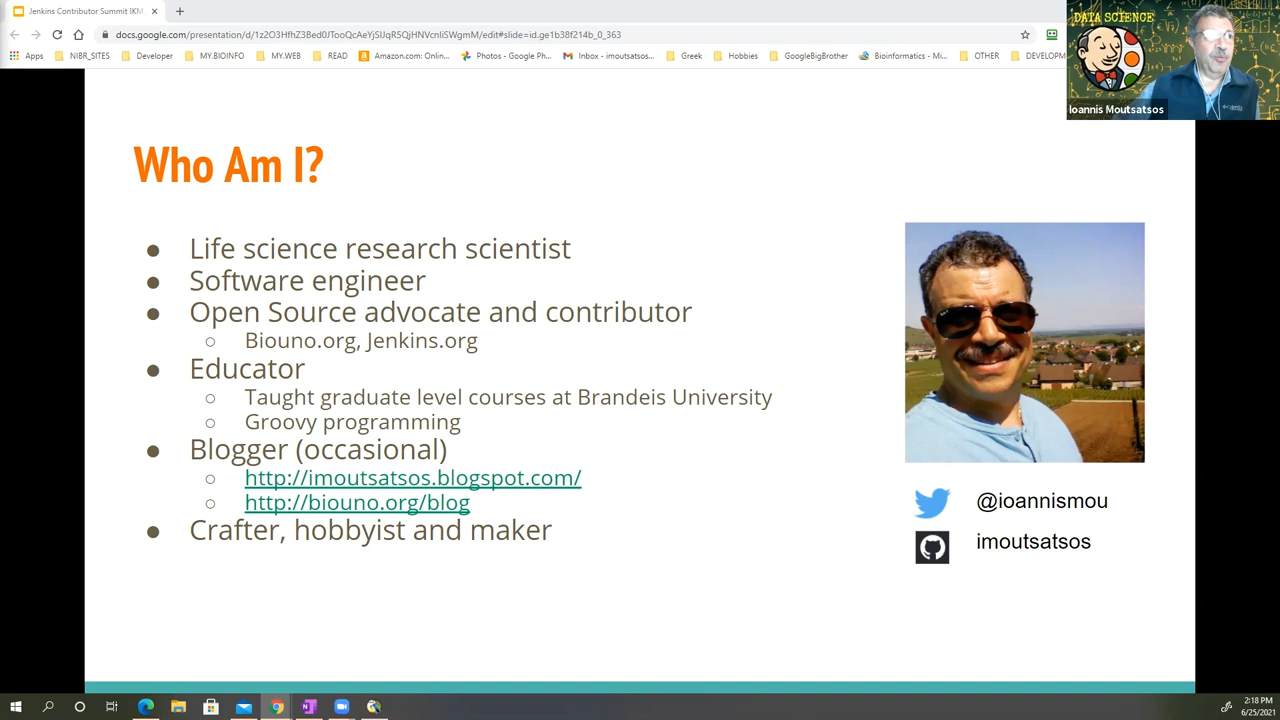 Jenkins Contributor Summit IKM
docs.google.com/presentation/d/1z2O3HfhZ3Bed0JTooQcAeYjSlJqR5QjHNVcnIiSWgmM/edit#slide=id.ge1b38f214b_0_363
Apps NIBR_SITES Developer MY.BIOINFO MY.WEB READ Amazon.com: Onlin... Photos - Google Ph... Inbox - imoutsatsos... Greek Hobbies GoogleBigBrother Bioinformatics - Mi... OTHER DEVELOPM
DATA SCIENCE
Ioannis Moutsatsos
Who Am I?
● Life science research scientist
● Software engineer
● Open Source advocate and contributor
○ Biouno.org, Jenkins.org
● Educator
○ Taught graduate level courses at Brandeis University
○ Groovy programming
● Blogger (occasional)
○ http://imoutsatsos.blogspot.com/
○ http://biouno.org/blog
● Crafter, hobbyist and maker
@ioannismou
imoutsatsos
2:18 PM
6/25/2021